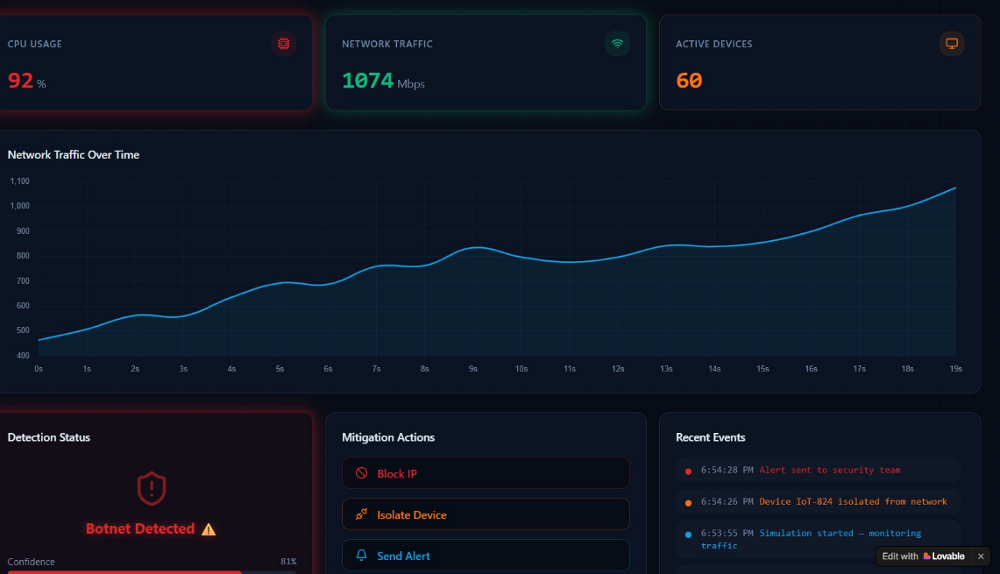 CPU USAGE
92 %
NETWORK TRAFFIC
1074 Mbps
ACTIVE DEVICES
60
Network Traffic Over Time
1,100
1,000
900
800
700
600
500
400
0s 1s 2s 3s 4s 5s 6s 7s 8s 9s 10s 11s 12s 13s 14s 15s 16s 17s 18s 19s
Detection Status
Botnet Detected
Confidence 81%
Mitigation Actions
Block IP
Isolate Device
Send Alert
Recent Events
6:54:28 PM Alert sent to security team
6:54:26 PM Device IoT-824 isolated from network
6:53:55 PM Simulation started — monitoring
traffic
Edit with Lovable ×